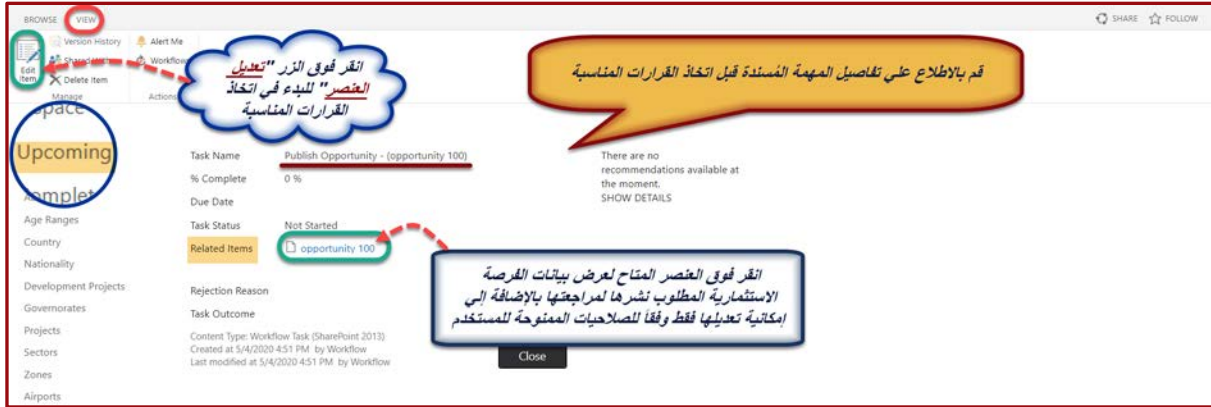 BROWSE VIEW
SHARE FOLLOW
Version History
Alert Me
Edit
Item
Delete Item
Manage
Actions
انقر فوق الزر "تعديل
العنصر" للبدء في اتخاذ
القرارات المناسبة
قم بالاطلاع علي تفاصيل المهمة المُسندة قبل اتخاذ القرارات المناسبة
Space
Upcoming
Complet
Age Ranges
Country
Nationality
Development Projects
Governorates
Projects
Sectors
Zones
Airports
Task Name Publish Opportunity - (opportunity 100)
% Complete 0 %
Due Date
Task Status Not Started
Related Items opportunity 100
Rejection Reason
Task Outcome
Content Type: Workflow Task (SharePoint 2013)
Created at 5/4/2020 4:51 PM by Workflow
Last modified at 5/4/2020 4:51 PM by Workflow
There are no
recommendations available at
the moment.
SHOW DETAILS
انقر فوق العنصر المتاح لعرض بيانات الفرصة
الاستثمارية المطلوب نشرها لمراجعتها بالإضافة إلي
إمكانية تعديلها فقط وفقاً للصلاحيات الممنوحة للمستخدم
Close